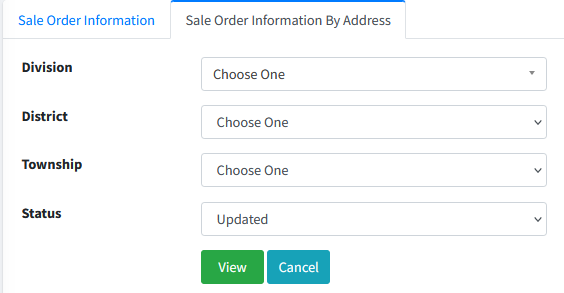 Sale Order Information Sale Order Information By Address
Division Choose One
District Choose One
Township Choose One
Status Updated
View Cancel